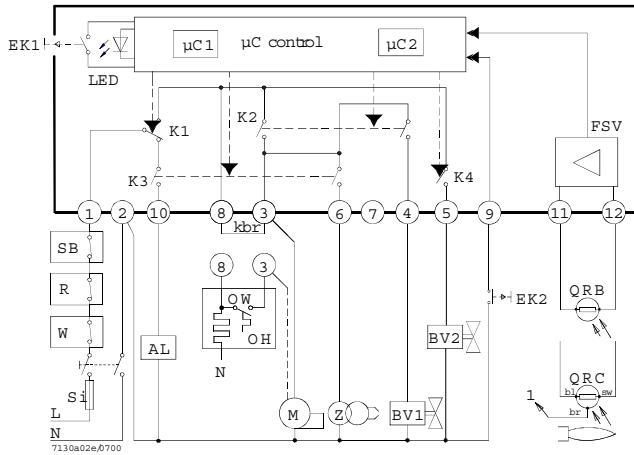 EK1
LED
µC1
µC control
µC2
FSV
K1
K2
K3
K4
1
2
10
8
3
6
7
4
5
9
11
12
kbr
SB
R
W
Si
L
N
8
3
OW
OH
N
AL
M
Z
BV1
BV2
EK2
QRB
QRC
bl
sw
br
1
7130a02e/0700